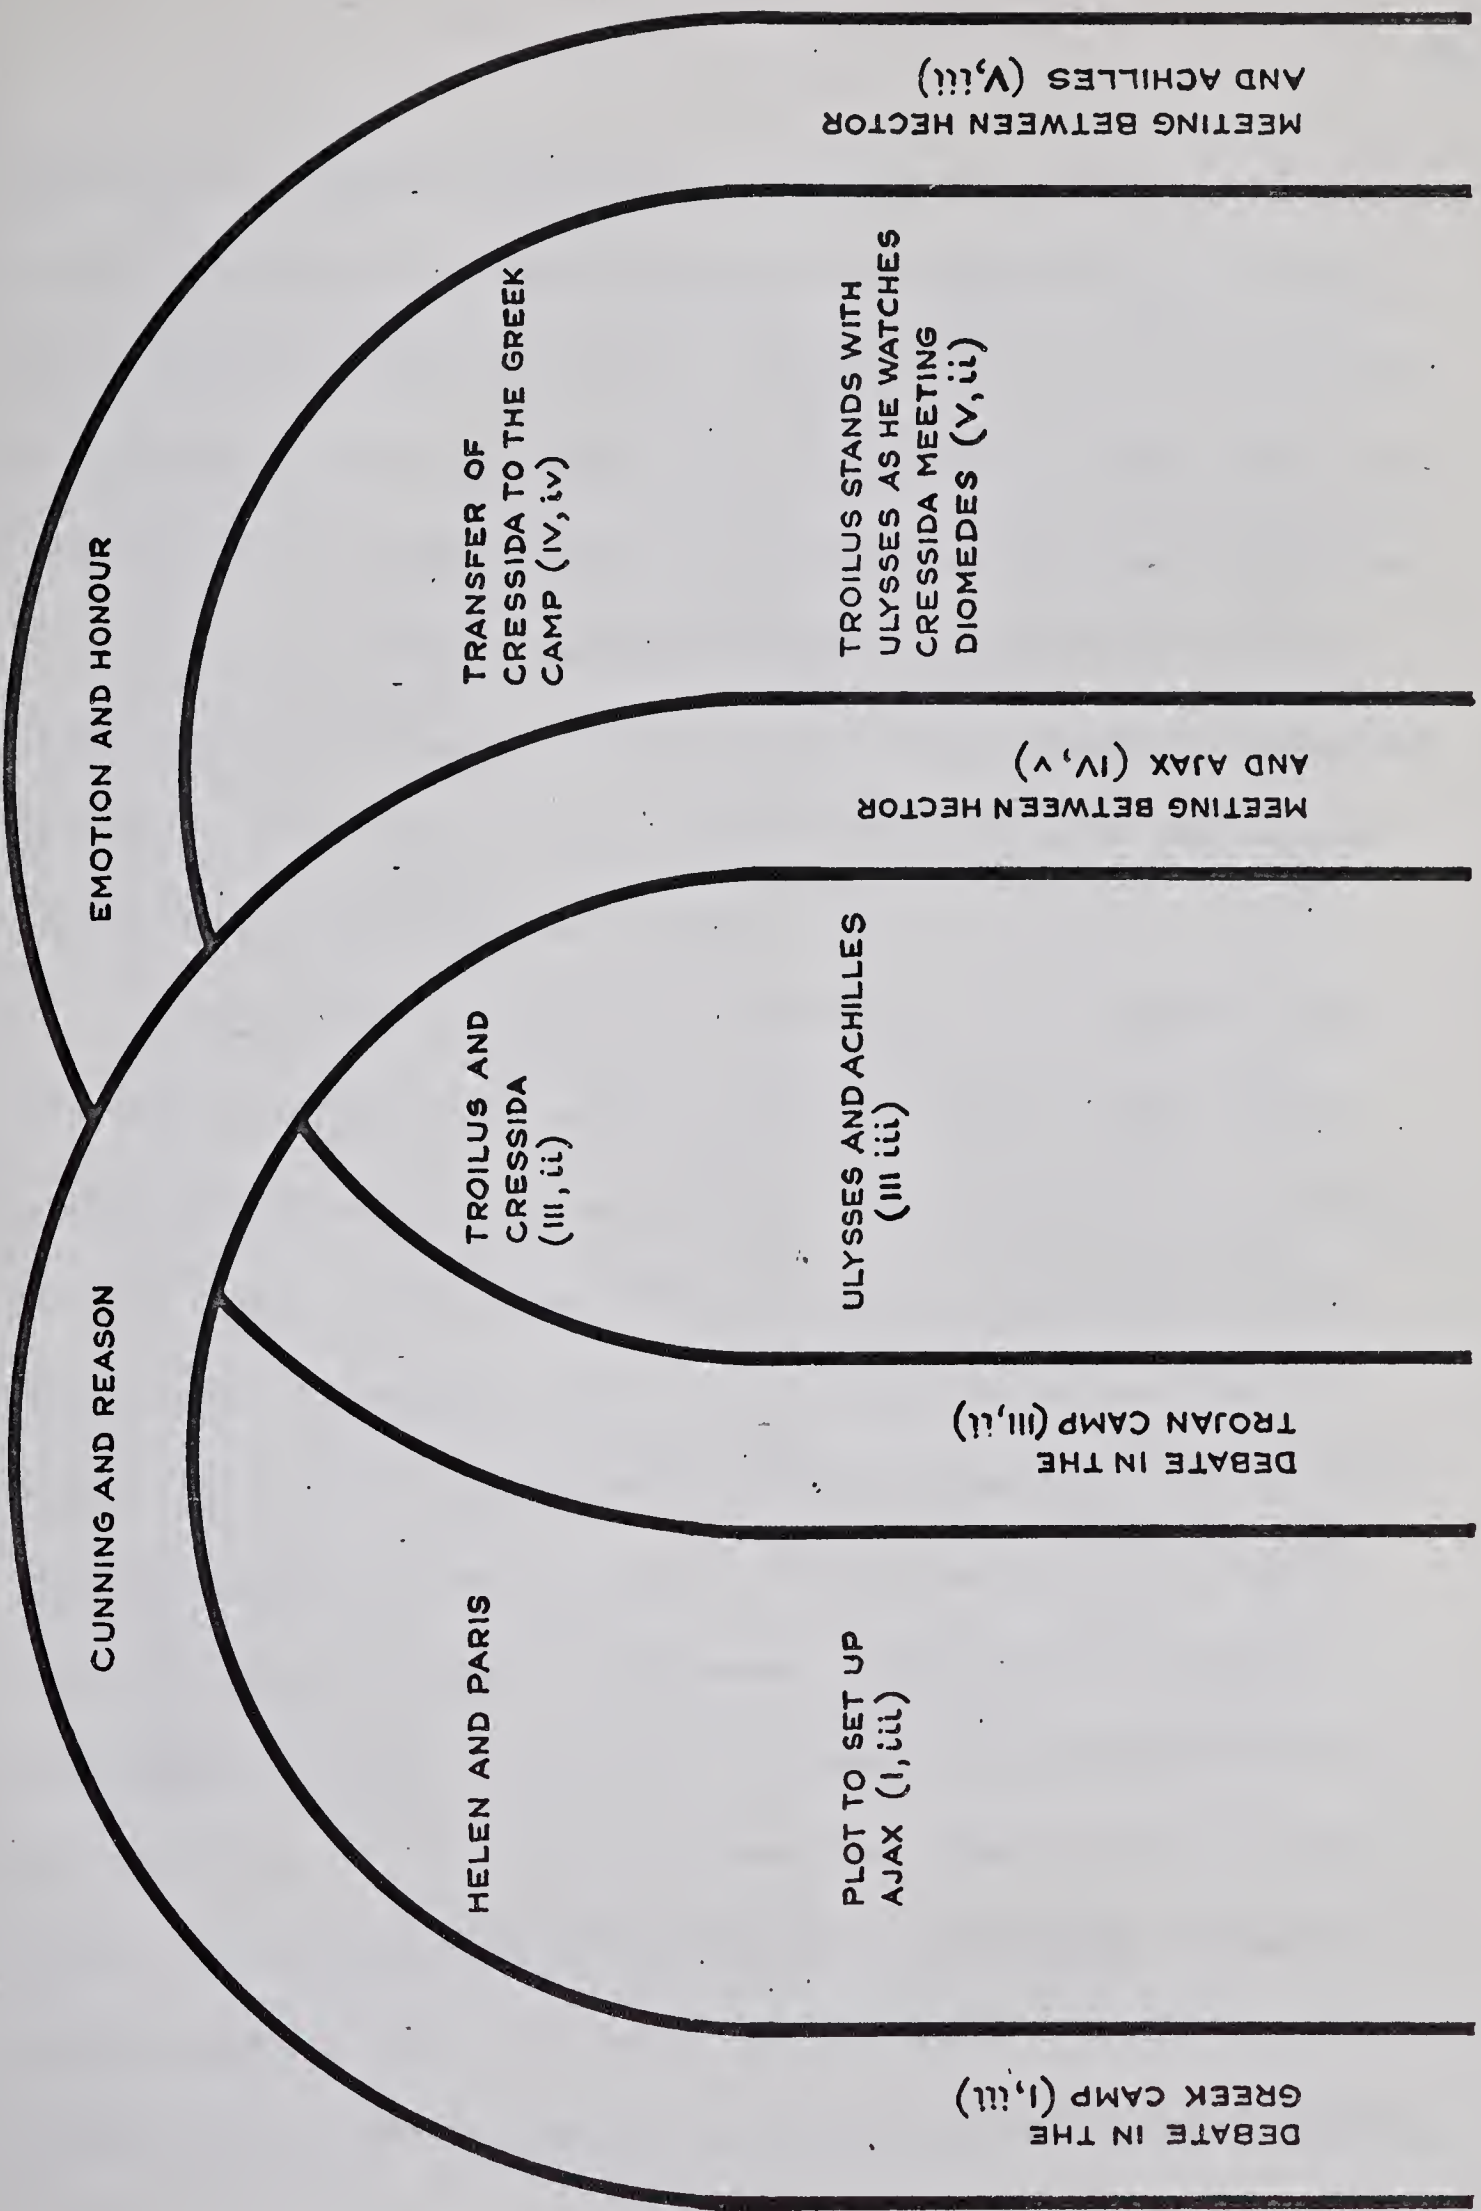 CUNNING AND REASON
EMOTION AND HONOUR
HELEN AND PARIS
TROILUS AND
CRESSIDA
(III, ii)
TRANSFER OF
CRESSIDA TO THE GREEK
CAMP (IV, iv)
PLOT TO SET UP
AJAX (I, iii)
ULYSSES AND ACHILLES
(III iii)
TROILUS STANDS WITH
ULYSSES AS HE WATCHES
CRESSIDA MEETING
DIOMEDES (V, ii)
DEBATE IN THE
GREEK CAMP (I, iii)
DEBATE IN THE
TROJAN CAMP (III, ii)
MEETING BETWEEN HECTOR
AND AJAX (IV, v)
MEETING BETWEEN HECTOR
AND ACHILLES (V, iii)